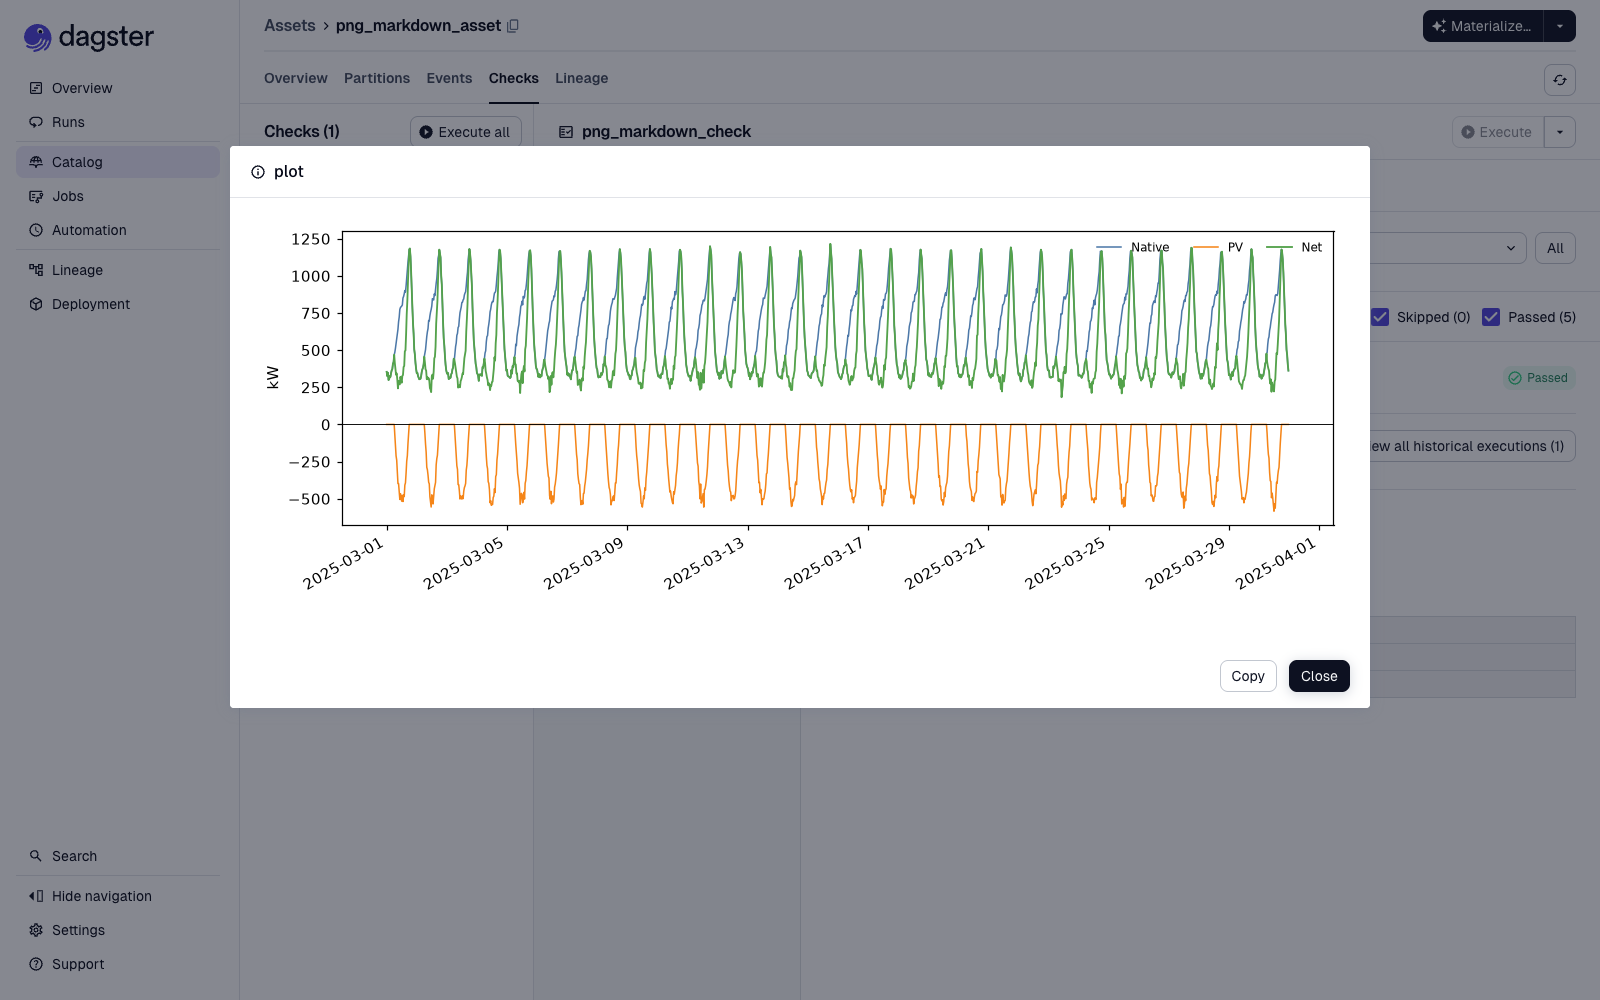 dagster
Overview
Runs
Catalog
Jobs
Automation
Lineage
Deployment
Search
Hide navigation
Settings
Support
Assets › png_markdown_asset
Materialize...
Overview Partitions Events Checks Lineage
Checks (1)
Execute all
png_markdown_check
Execute
All
Skipped (0)
Passed (5)
Passed
ew all historical executions (1)
plot
Native PV Net
kW
1250
1000
750
500
250
0
−250
−500
2025-03-01
2025-03-05
2025-03-09
2025-03-13
2025-03-17
2025-03-21
2025-03-25
2025-03-29
2025-04-01
Copy
Close